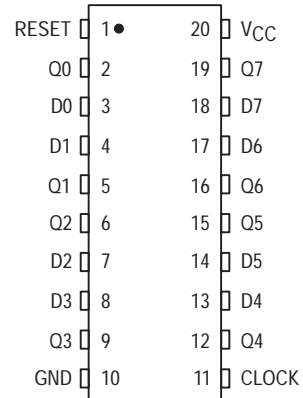 RESET 1 20 VCC
Q0 2 19 Q7
D0 3 18 D7
D1 4 17 D6
Q1 5 16 Q6
Q2 6 15 Q5
D2 7 14 D5
D3 8 13 D4
Q3 9 12 Q4
GND 10 11 CLOCK